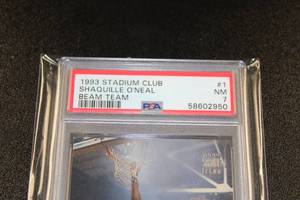 1993 STADIUM CLUB #1
SHAQUILLE O'NEAL NM
BEAM TEAM PSA 7
58602950